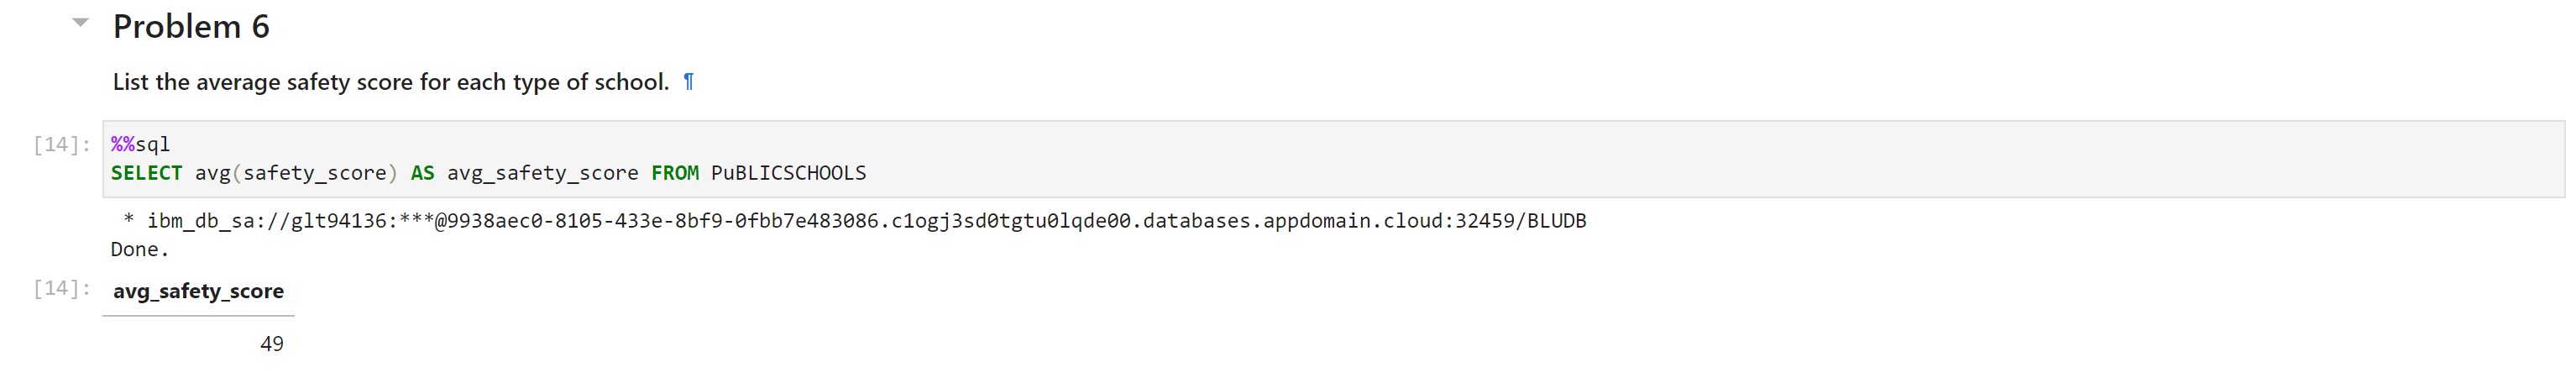 Problem 6
List the average safety score for each type of school. ¶
[14]: %%sql
SELECT avg(safety_score) AS avg_safety_score FROM PuBLICSCHOOLS
* ibm_db_sa://glt94136:***@9938aec0-8105-433e-8bf9-0fbb7e483086.c1ogj3sd0tgtu0lqde00.databases.appdomain.cloud:32459/BLUDB
Done.
[14]: avg_safety_score
49